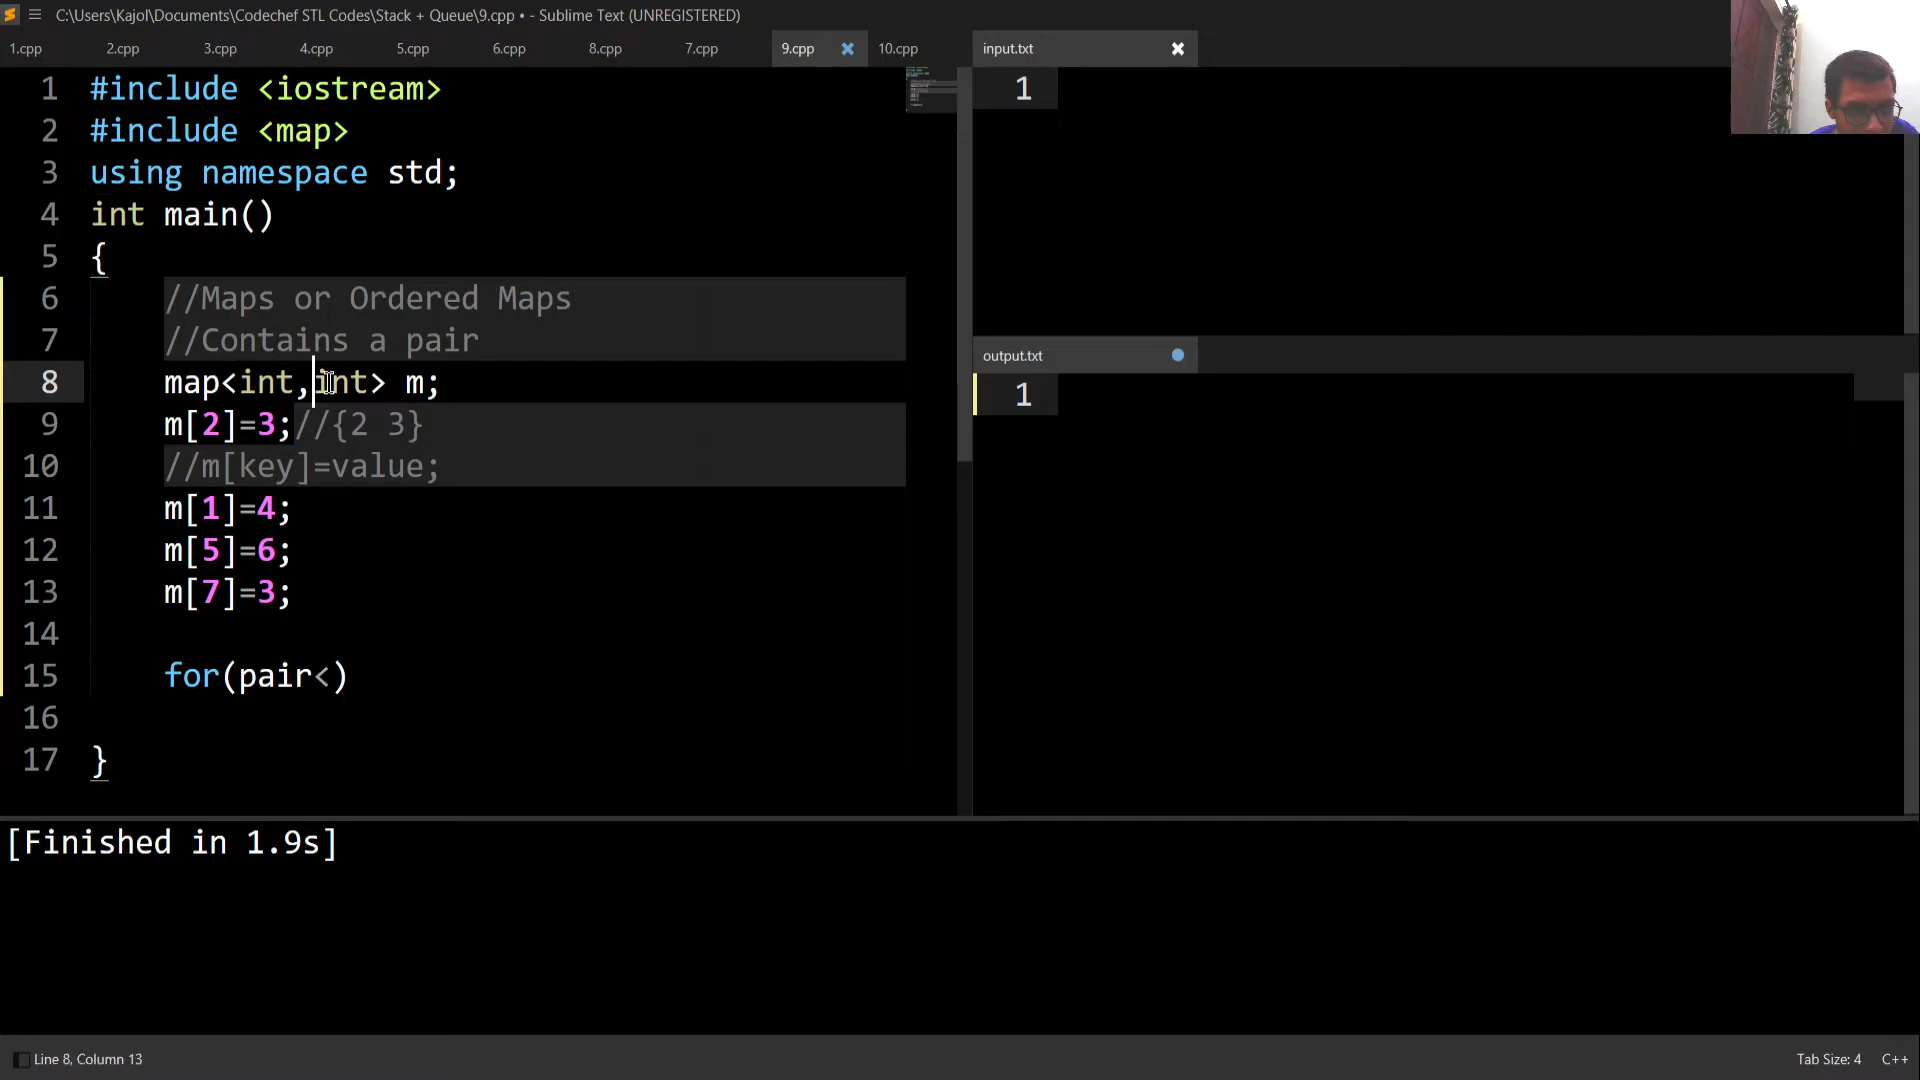 C:\Users\Kajol\Documents\Codechef STL Codes\Stack + Queue\9.cpp • - Sublime Text (UNREGISTERED)
1.cpp 2.cpp 3.cpp 4.cpp 5.cpp 6.cpp 8.cpp 7.cpp 9.cpp 10.cpp
1 #include <iostream>
2 #include <map>
3 using namespace std;
4 int main()
5 {
6 //Maps or Ordered Maps
7 //Contains a pair
8 map<int,int> m;
9 m[2]=3;//{2 3}
10 //m[key]=value;
11 m[1]=4;
12 m[5]=6;
13 m[7]=3;
14
15 for(pair<)
16
17 }
input.txt
1
output.txt
1
[Finished in 1.9s]
Line 8, Column 13
Tab Size: 4 C++